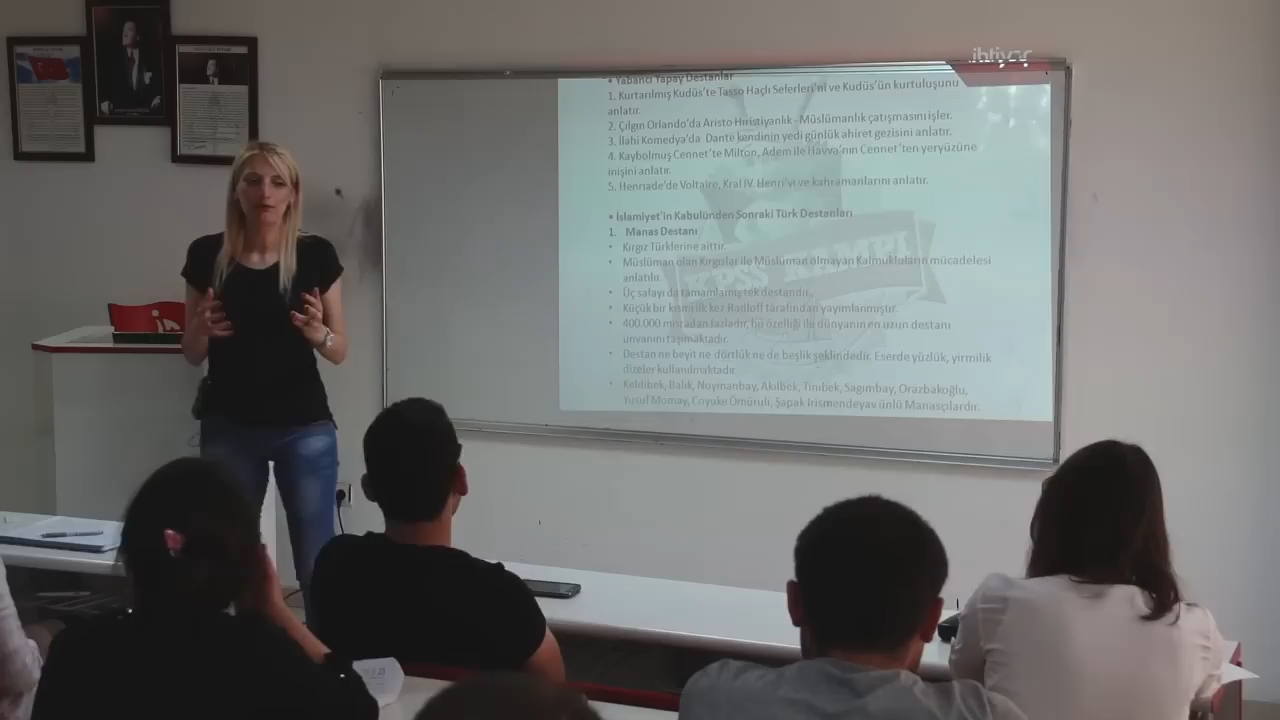 ihtiyaç
• Yabancı Yapay Destanlar
1. Kurtarılmış Kudüs'te Tasso Haçlı Seferleri'ni ve Kudüs'ün kurtuluşunu
anlatır.
2. Çılgın Orlando'da Aristo Hıristiyanlık - Müslümanlık çatışmasını işler.
3. İlahi Komedya'da Dante kendinin yedi günlük ahiret gezisini anlatır.
4. Kaybolmuş Cennet'te Milton, Adem ile Havva'nın Cennet'ten yeryüzüne
inişini anlatır.
5. Henriade'de Voltaire, Kral IV. Henri'yi ve kahramanlarını anlatır.
• İslamiyet'in Kabulünden Sonraki Türk Destanları
1. Manas Destanı
• Kırgız Türklerine aittir.
• Müslüman olan Kırgızlar ile Müslüman olmayan Kalmukluların mücadelesi
anlatılır.
• Üç safayı da tamamlamış tek destandır.
• Küçük bir kısmı ilk kez Radloff tarafından yayımlanmıştır.
• 400.000 mısradan fazladır, bu özelliği ile dünyanın en uzun destanı
unvanını taşımaktadır.
• Destan ne beyit ne dörtlük ne de beşlik şeklindedir. Eserde yüzlük, yirmilik
dizeler kullanılmaktadır.
• Keldibek, Balık, Noymanbay, Akılbek, Tınıbek, Sagımbay, Orazbakoğlu,
Yusuf Momay, Coyuke Ömüruli, Şapak Irismendeyav ünlü Manasçılardır.
KPSS KAMPI